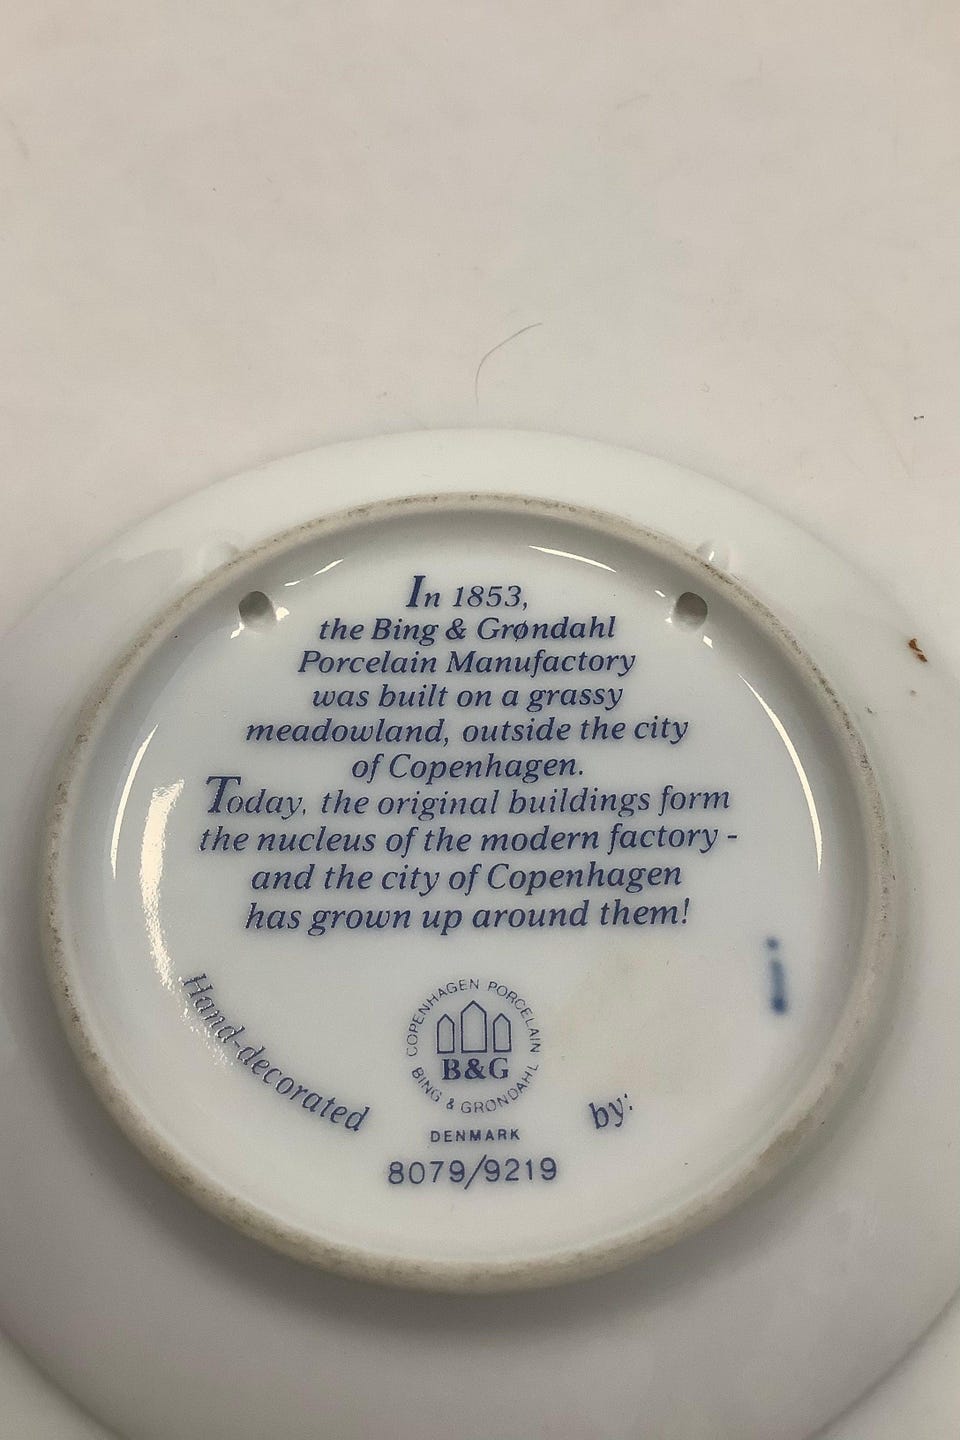 In 1853,
the Bing & Grøndahl
Porcelain Manufactory
was built on a grassy
meadowland, outside the city
of Copenhagen.
Today, the original buildings form
the nucleus of the modern factory -
and the city of Copenhagen
has grown up around them!
Hand-decorated
by:
COPENHAGEN PORCELAIN
B&G
BING & GRØNDAHL
DENMARK
8079/9219